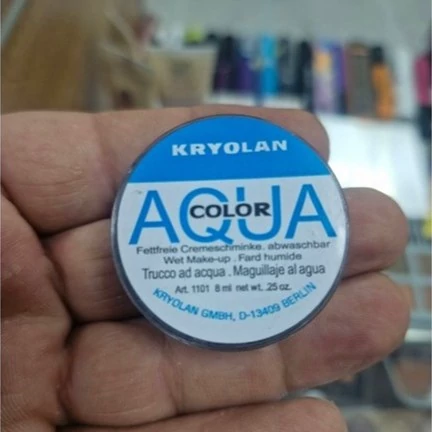 KRYOLAN
AQUA
COLOR
Fettfreie Cremeschminke. abwaschbar
Wet Make-up . Fard humide
Trucco ad acqua . Maguillaje al agua
Art. 1101 8 ml net wt. .25 oz.
KRYOLAN GMBH, D-13409 BERLIN